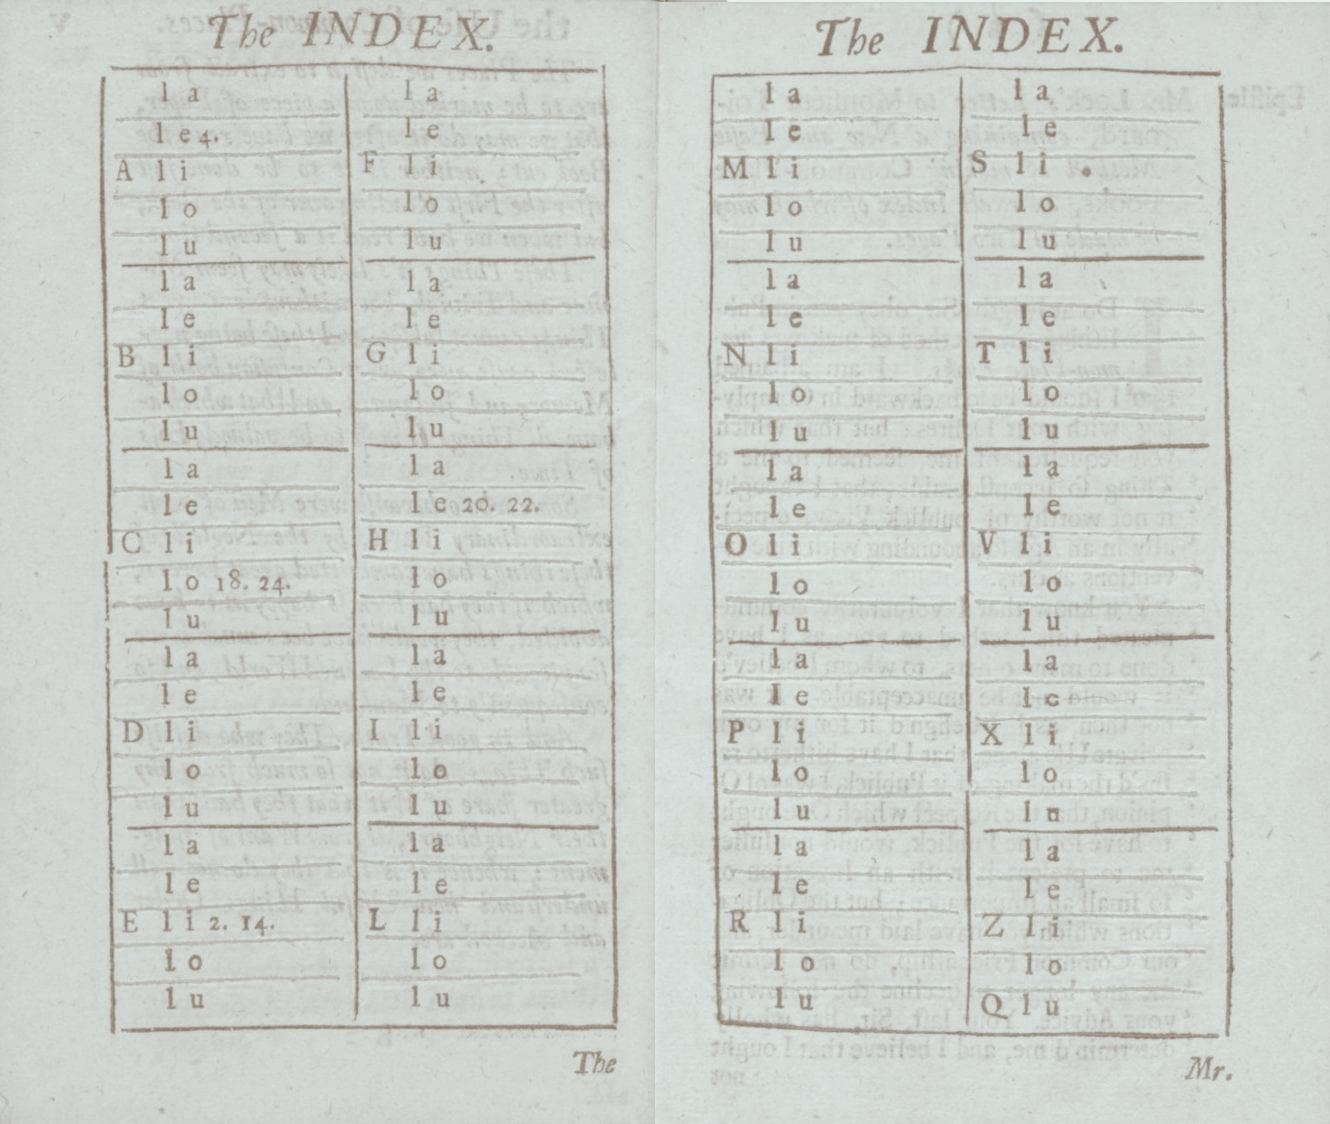 The INDEX.
l a
l e 4.
A l i
l o
l u
l a
l e
B l i
l o
l u
l a
l e
C l i
l o 18. 24.
l u
l a
l e
D l i
l o
l u
l a
l e
E l i 2. 14.
l o
l u
l a
l e
F l i
l o
l u
l a
l e
G l i
l o
l u
l a
l e 20. 22.
H l i
l o
l u
l a
l e
I l i
l o
l u
l a
l e
L l i
l o
l u
The
The INDEX.
l a
l e
M l i
l o
l u
l a
l e
N l i
l o
l u
l a
l e
O l i
l o
l u
l a
l e
P l i
l o
l u
l a
l e
R l i
l o
l u
l a
l e
S l i
l o
l u
l a
l e
T l i
l o
l u
l a
l e
V l i
l o
l u
l a
l e
X l i
l o
l u
l a
l e
Z l i
l o
Q l u
Mr.